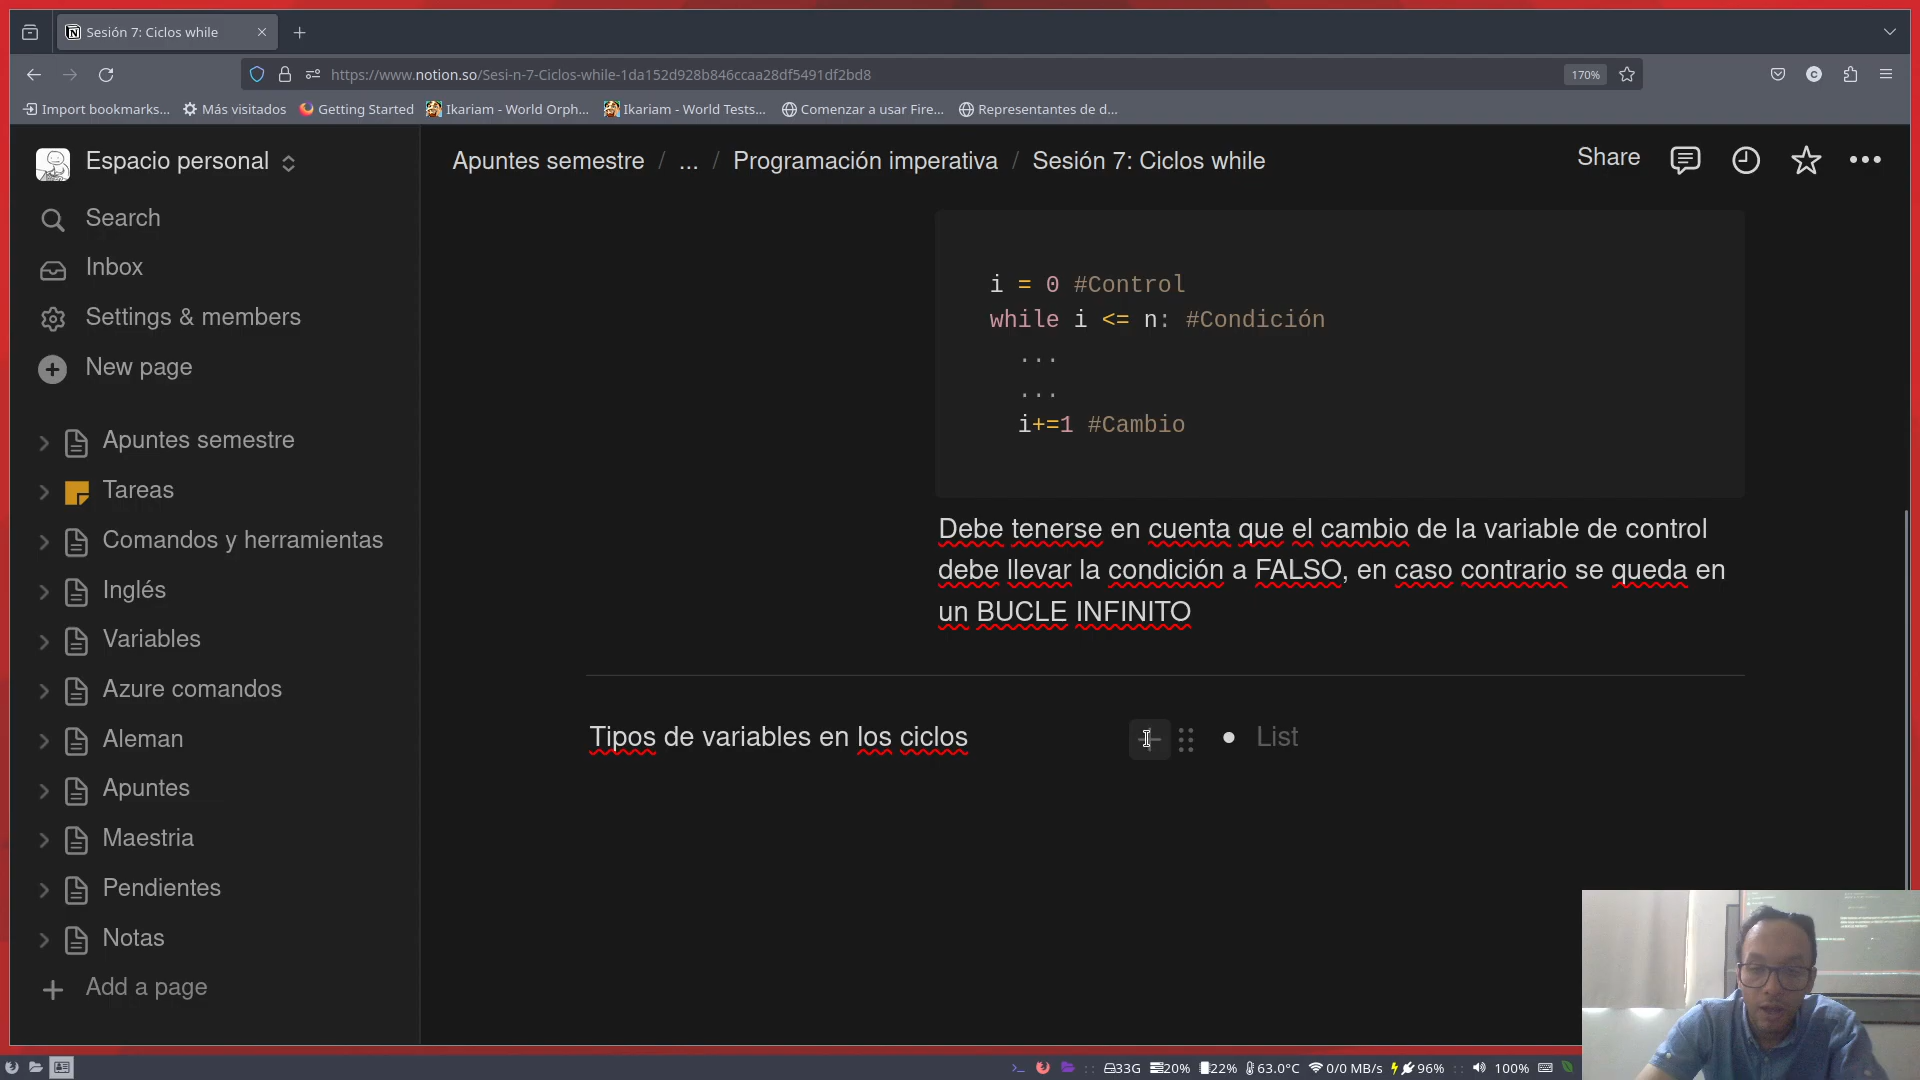 Sesión 7: Ciclos while
https://www.notion.so/Sesi-n-7-Ciclos-while-1da152d928b846ccaa28df5491df2bd8
170%
Import bookmarks...
Más visitados
Getting Started
Ikariam - World Orph...
Ikariam - World Tests...
Comenzar a usar Fire...
Representantes de d...
Espacio personal
Apuntes semestre / ... / Programación imperativa / Sesión 7: Ciclos while
Share
Search
Inbox
Settings & members
New page
Apuntes semestre
Tareas
Comandos y herramientas
Inglés
Variables
Azure comandos
Aleman
Apuntes
Maestria
Pendientes
Notas
Add a page
i = 0 #Control
while i <= n: #Condición
...
...
i+=1 #Cambio
Debe tenerse en cuenta que el cambio de la variable de control
debe llevar la condición a FALSO, en caso contrario se queda en
un BUCLE INFINITO
Tipos de variables en los ciclos
List
33G 20% 22% 63.0°C 0/0 MB/s 96% 100%